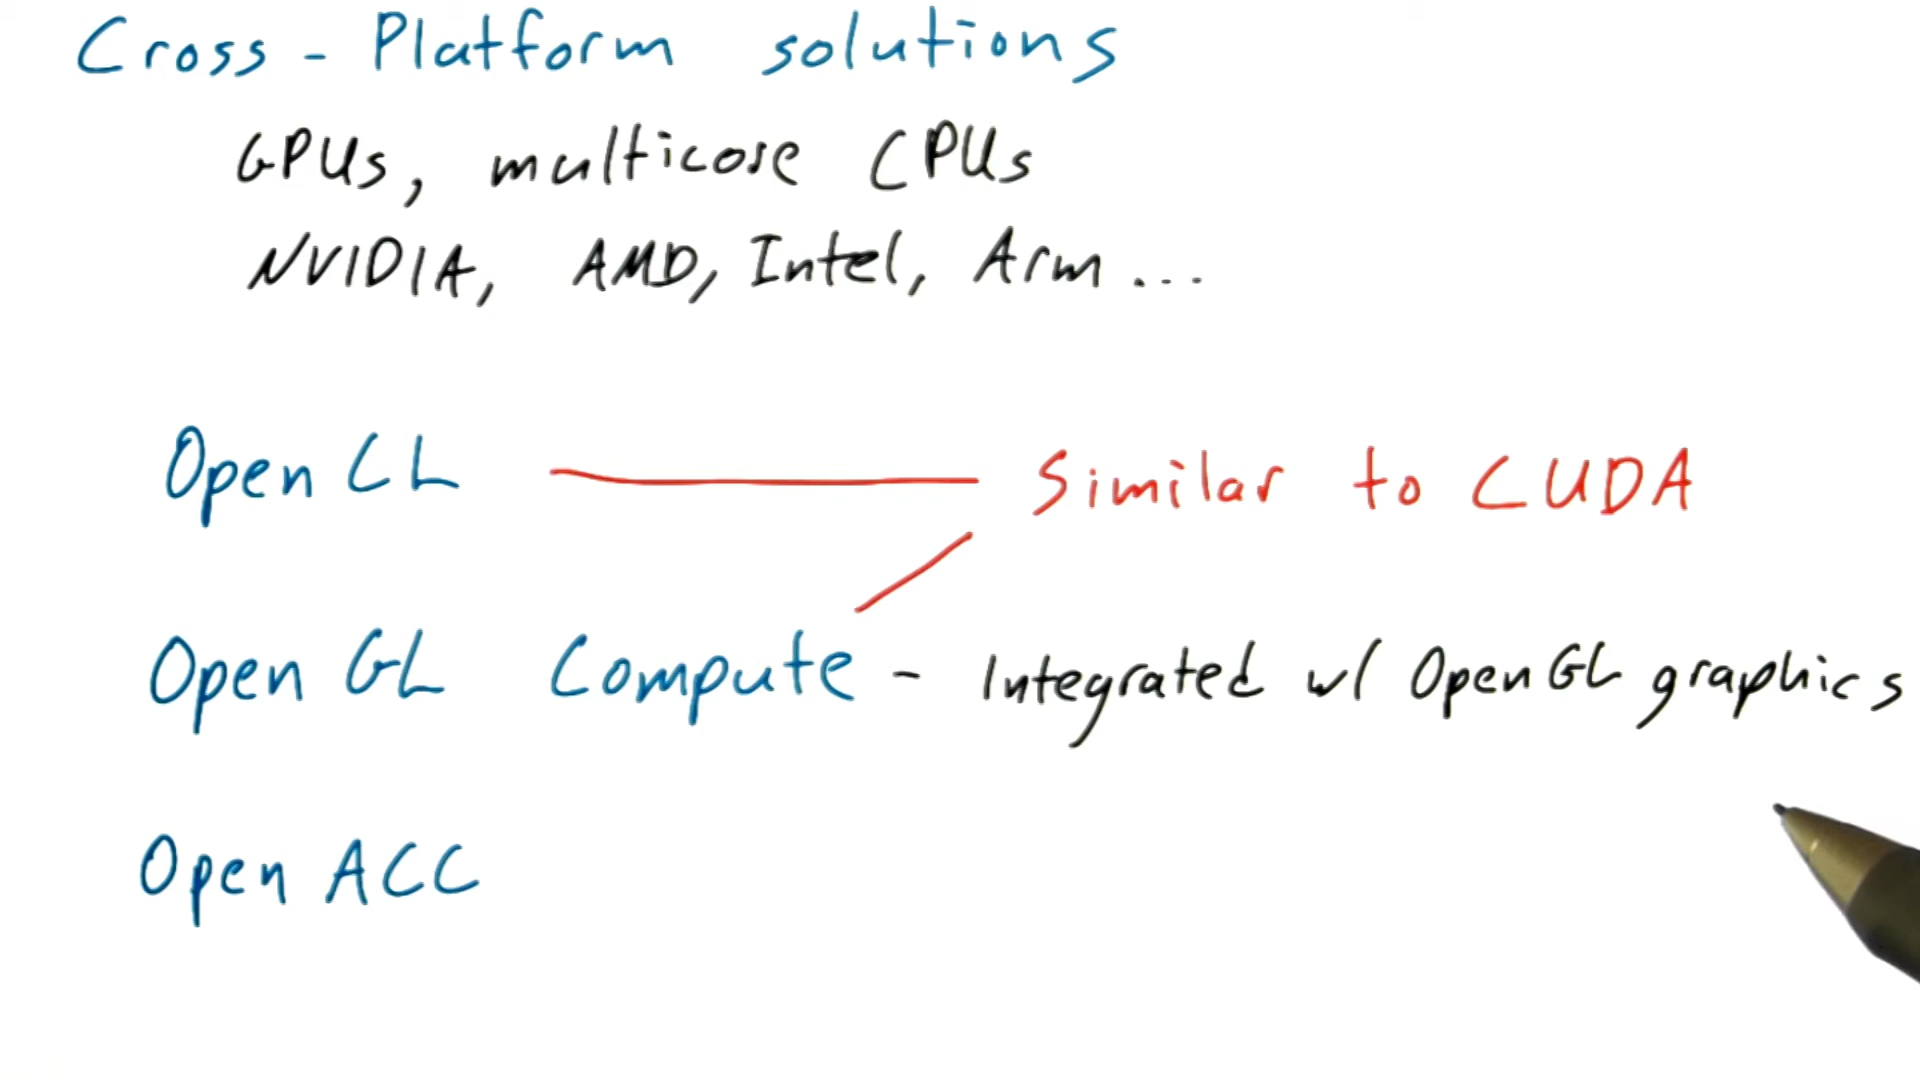 Cross - Platform solutions
GPUs, multicore CPUs
NVIDIA, AMD, Intel, Arm ...
Open CL Similar to CUDA
Open GL Compute - Integrated w/ OpenGL graphics
Open ACC